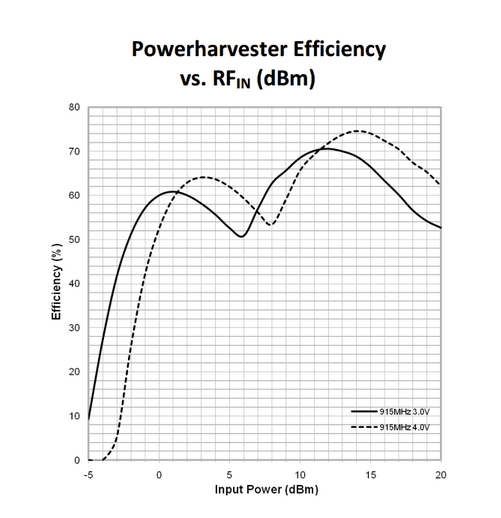 Powerharvester Efficiency
vs. RFIN (dBm)
80
70
60
50
40
30
20
10
0
Efficiency (%)
915MHz 3.0V
915MHz 4.0V
-5
0
5
10
15
20
Input Power (dBm)